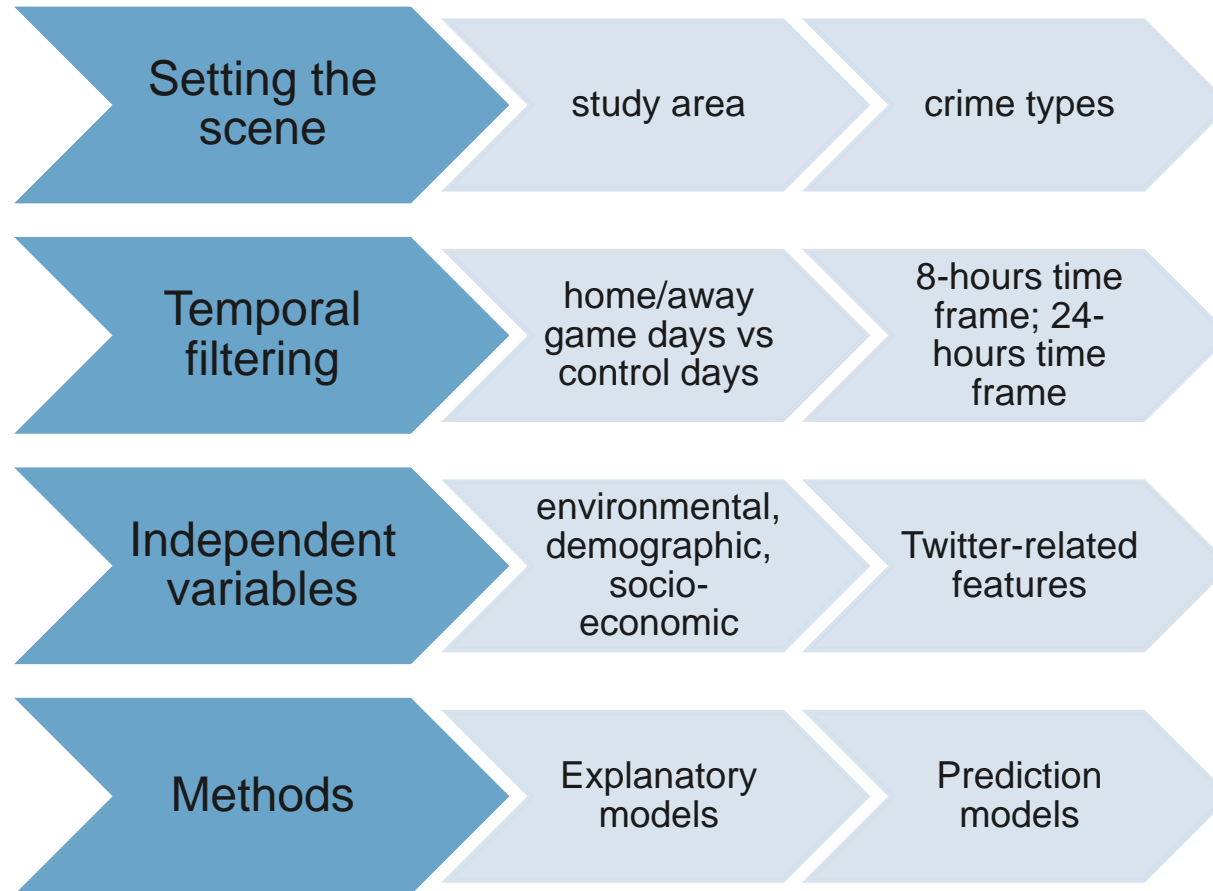 Setting the
scene
study area
crime types
Temporal
filtering
home/away
game days vs
control days
8-hours time
frame; 24-
hours time
frame
Independent
variables
environmental,
demographic,
socio-
economic
Twitter-related
features
Methods
Explanatory
models
Prediction
models